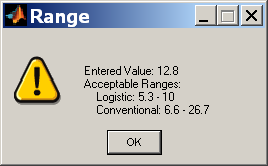 Range
Entered Value: 12.8
Acceptable Ranges:
Logistic: 5.3 - 10
Conventional: 6.6 - 26.7
OK